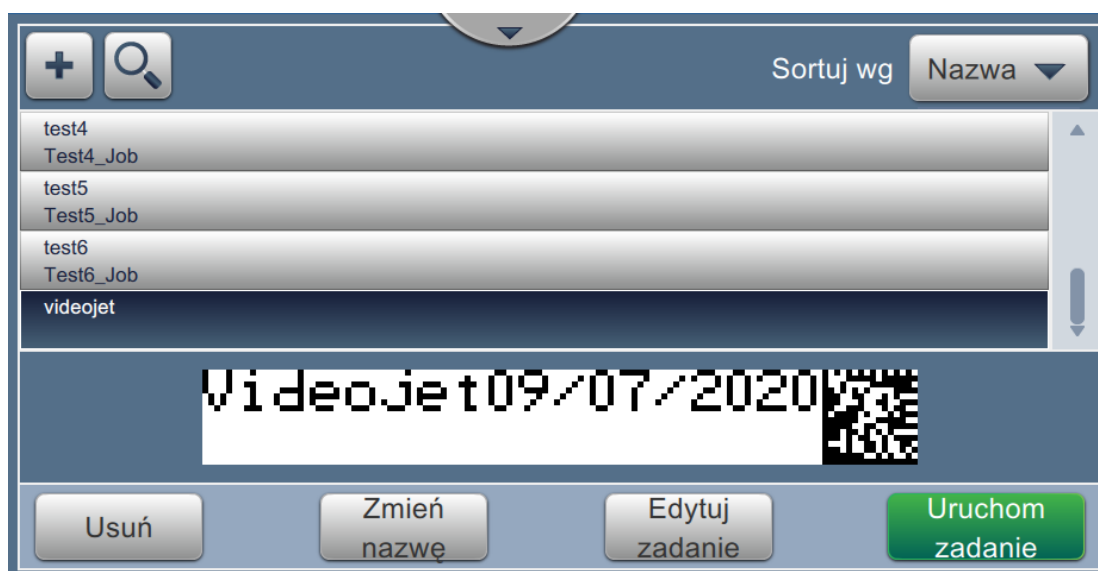 Sortuj wg Nazwa
test4
Test4_Job
test5
Test5_Job
test6
Test6_Job
videojet
Videojet09/07/2020
Usuń
Zmień
nazwę
Edytuj
zadanie
Uruchom
zadanie